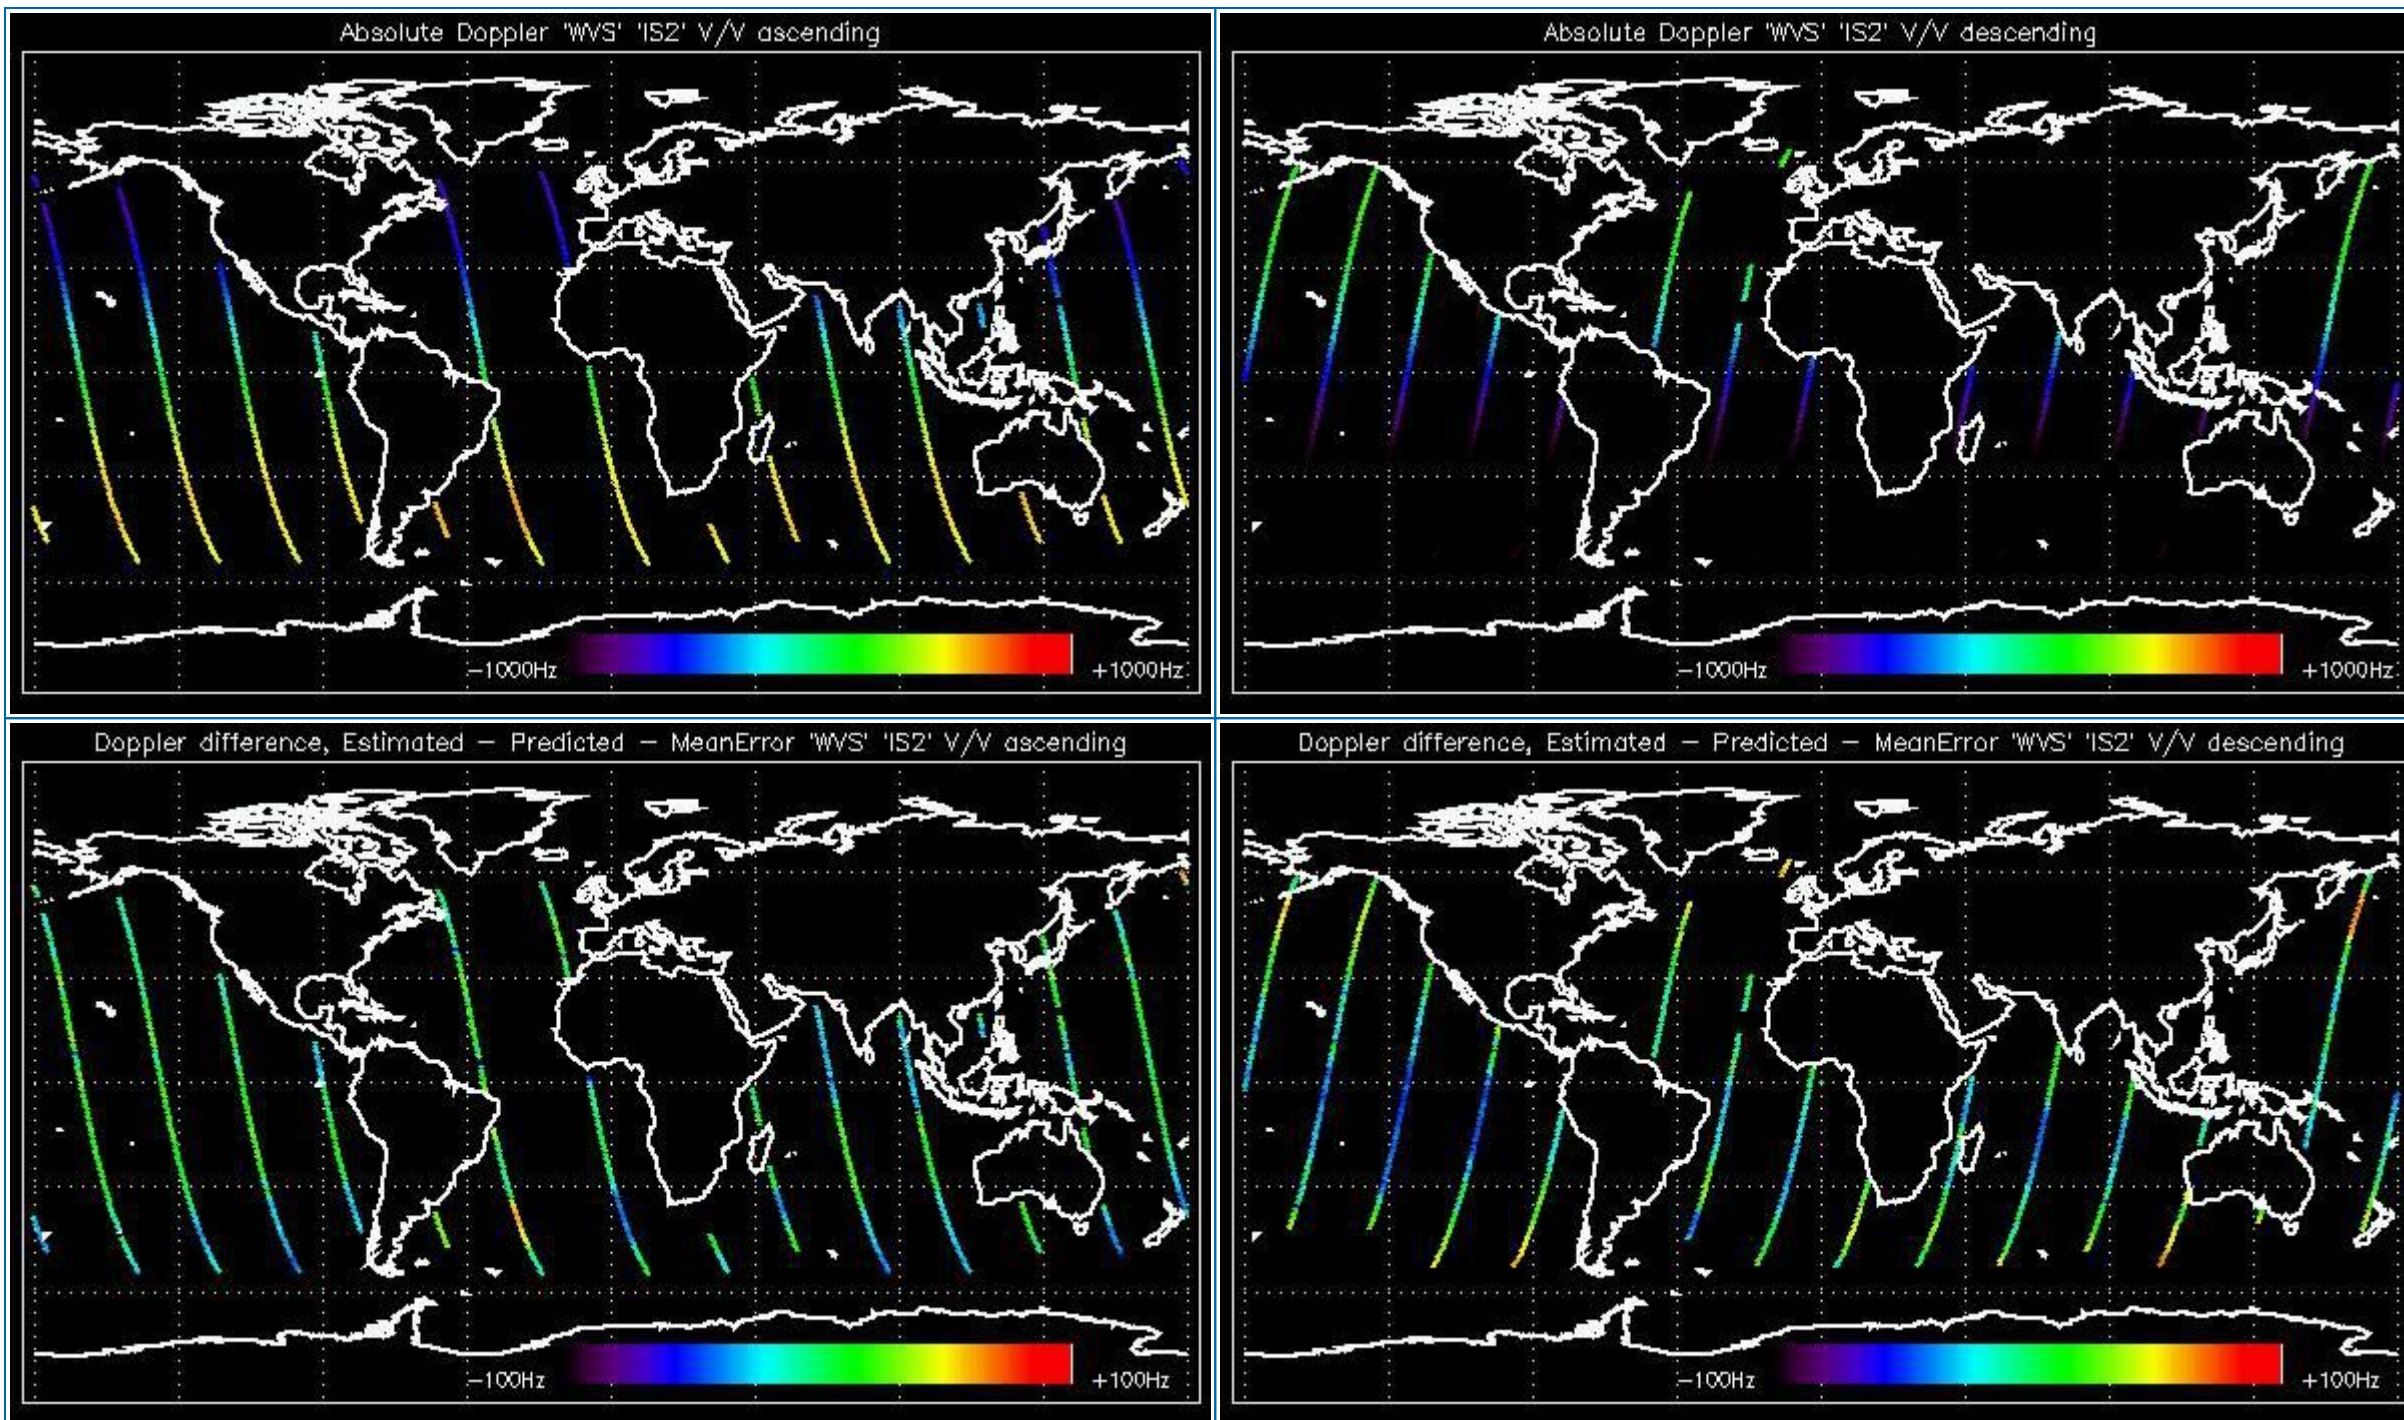 Absolute Doppler 'WVS' 'IS2' V/V ascending
−1000Hz
+1000Hz
Absolute Doppler 'WVS' 'IS2' V/V descending
−1000Hz
+1000Hz
Doppler difference, Estimated − Predicted − MeanError 'WVS' 'IS2' V/V ascending
−100Hz
+100Hz
Doppler difference, Estimated − Predicted − MeanError 'WVS' 'IS2' V/V descending
−100Hz
+100Hz